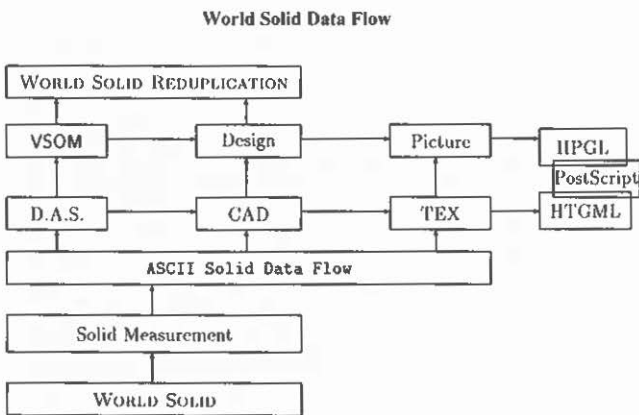 World Solid Data Flow
WORLD SOLID REDUPLICATION
VSOM Design Picture HPGL
PostScript
D.A.S. CAD TEX HTGML
ASCII Solid Data Flow
Solid Measurement
WORLD SOLID